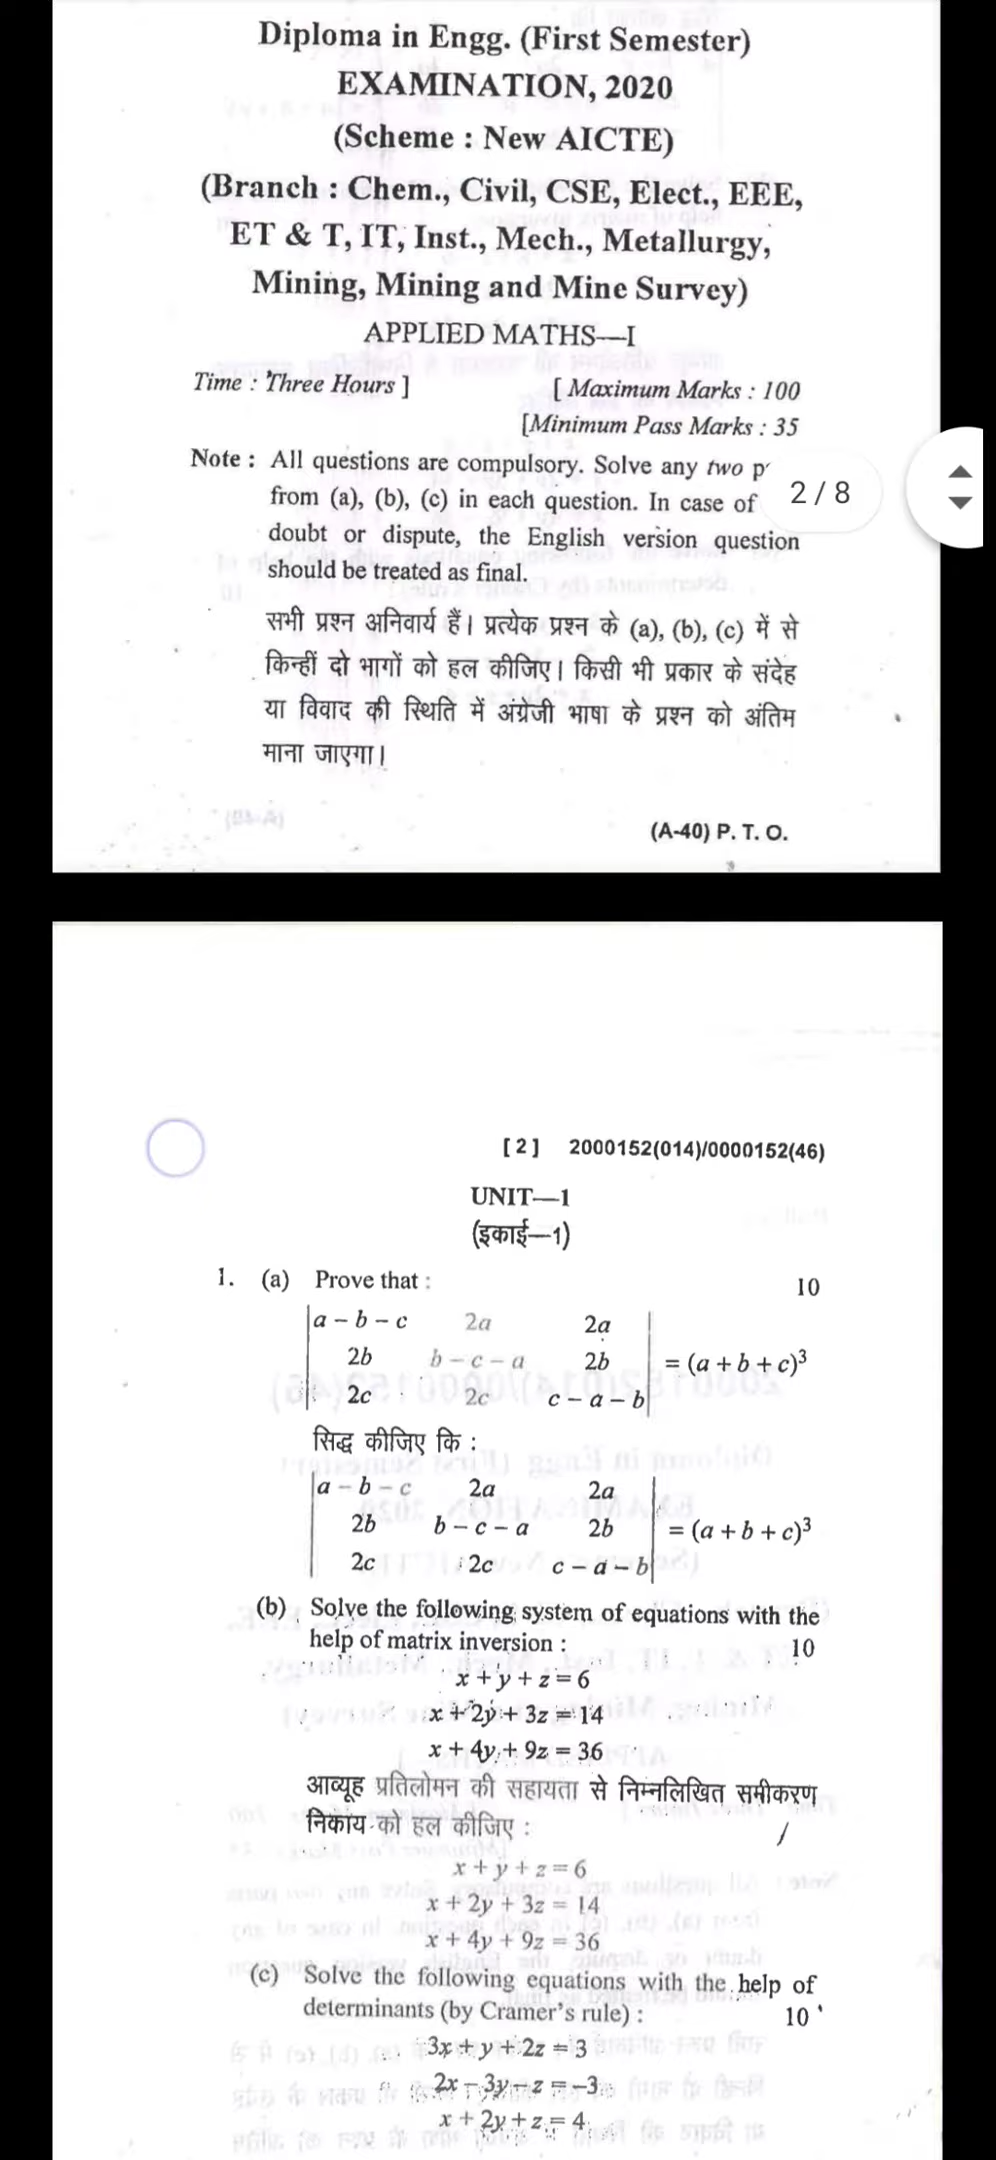 Diploma in Engg. (First Semester)
EXAMINATION, 2020
(Scheme : New AICTE)
(Branch : Chem., Civil, CSE, Elect., EEE,
ET & T, IT, Inst., Mech., Metallurgy,
Mining, Mining and Mine Survey)
APPLIED MATHS—I
Time : Three Hours ] [ Maximum Marks : 100
[Minimum Pass Marks : 35
Note : All questions are compulsory. Solve any two p
from (a), (b), (c) in each question. In case of
2 / 8
doubt or dispute, the English version question
should be treated as final.
सभी प्रश्न अनिवार्य हैं। प्रत्येक प्रश्न के (a), (b), (c) में से
किन्हीं दो भागों को हल कीजिए। किसी भी प्रकार के संदेह
या विवाद की स्थिति में अंग्रेजी भाषा के प्रश्न को अंतिम
माना जाएगा।
(A-40) P. T. O.
[ 2 ] 2000152(014)/0000152(46)
UNIT—1
(इकाई—1)
1. (a) Prove that : 10
a – b – c 2a 2a
2b b – c – a 2b = (a + b + c)³
2c 2c c – a – b
सिद्ध कीजिए कि :
a – b – c 2a 2a
2b b – c – a 2b = (a + b + c)³
2c 2c c – a – b
(b) Solve the following system of equations with the
help of matrix inversion : 10
x + y + z = 6
x + 2y + 3z = 14
x + 4y + 9z = 36
आव्यूह प्रतिलोमन की सहायता से निम्नलिखित समीकरण
निकाय को हल कीजिए :
x + y + z = 6
x + 2y + 3z = 14
x + 4y + 9z = 36
(c) Solve the following equations with the help of
determinants (by Cramer's rule) : 10
3x + y + 2z = 3
2x – 3y – z = –3
x + 2y + z = 4